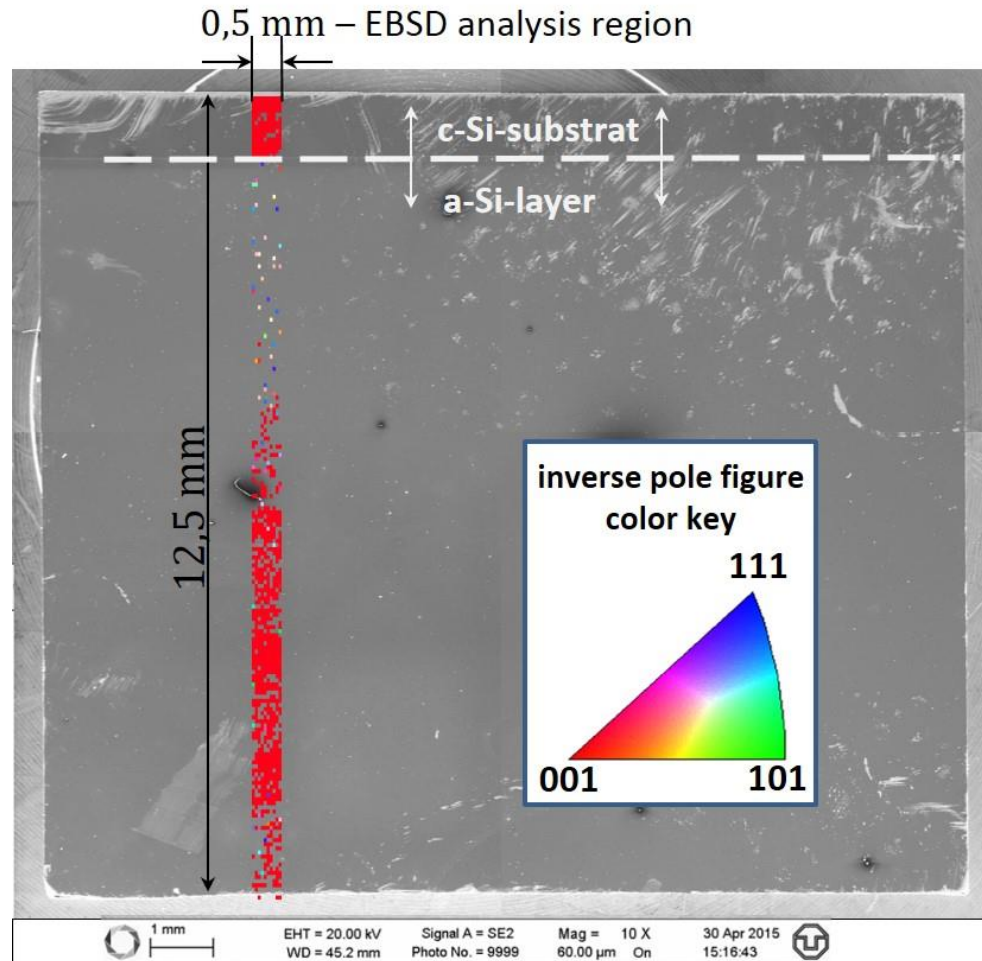 0,5 mm – EBSD analysis region
c-Si-substrat
a-Si-layer
12,5 mm
inverse pole figure
color key
111
001
101
1 mm
EHT = 20.00 kV
Signal A = SE2
Mag = 10 X
30 Apr 2015
WD = 45.2 mm
Photo No. = 9999
60.00 µm On
15:16:43